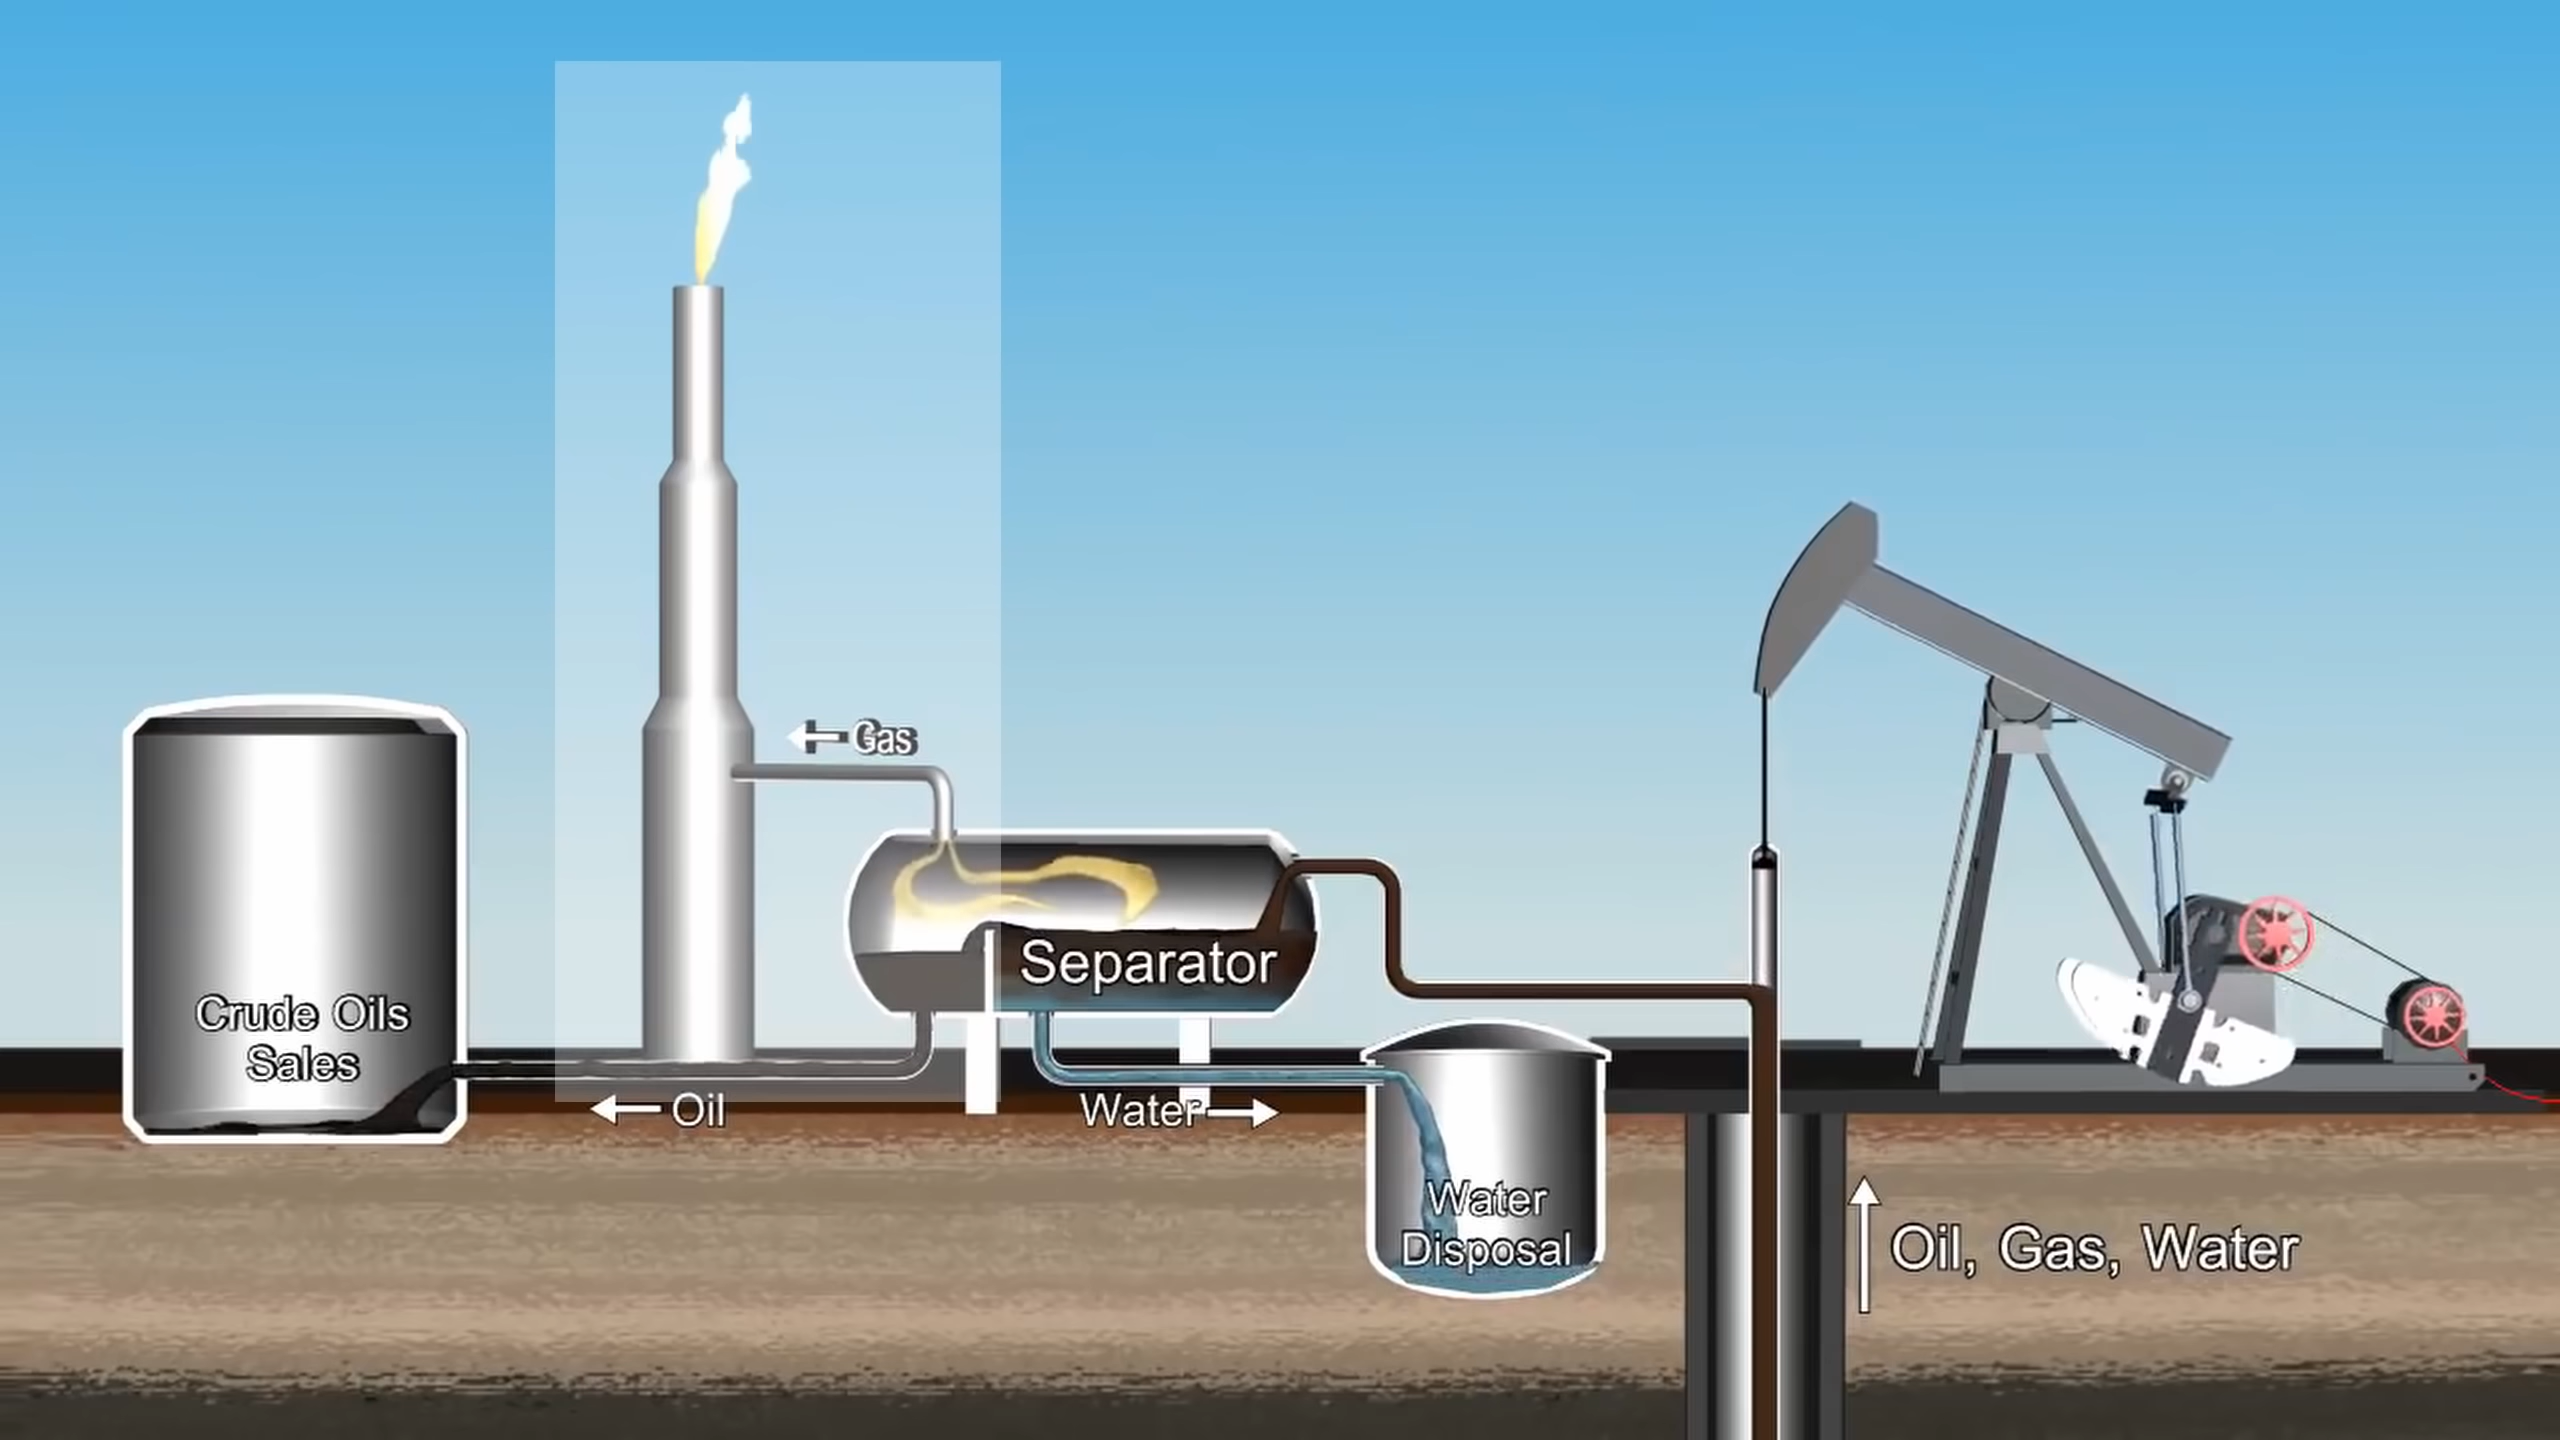 Gas
Separator
Crude Oils
Sales
Oil
Water
Water
Disposal
Oil, Gas, Water